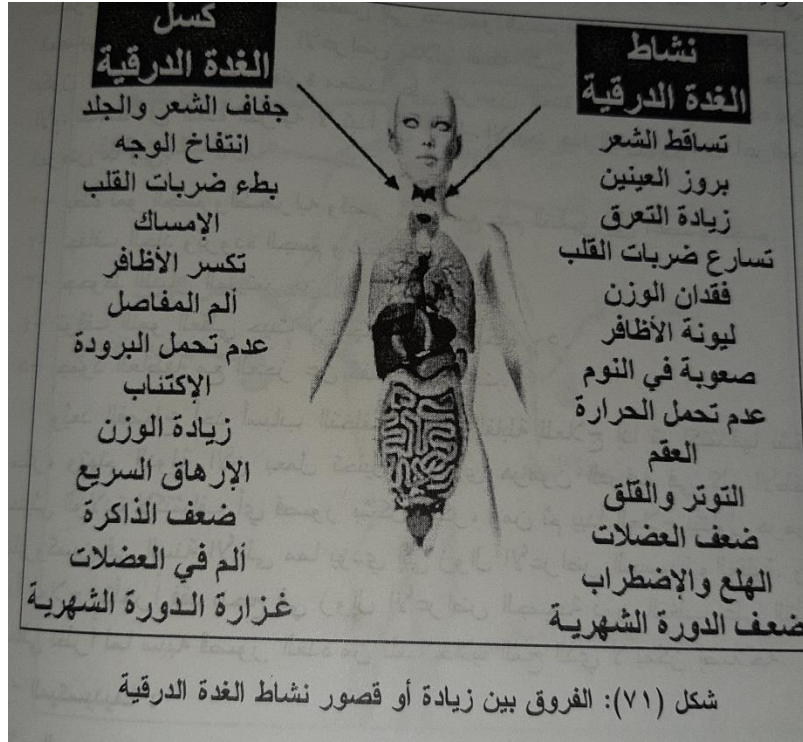 نشاط
الغدة الدرقية
تساقط الشعر
بروز العينين
زيادة التعرق
تسارع ضربات القلب
فقدان الوزن
ليونة الأظافر
صعوبة في النوم
عدم تحمل الحرارة
العقم
التوتر والقلق
ضعف العضلات
الهلع والإضطراب
ضعف الدورة الشهرية
كسل
الغدة الدرقية
جفاف الشعر والجلد
انتفاخ الوجه
بطء ضربات القلب
الإمساك
تكسر الأظافر
ألم المفاصل
عدم تحمل البرودة
الإكتئاب
زيادة الوزن
الإرهاق السريع
ضعف الذاكرة
ألم في العضلات
غزارة الدورة الشهرية
شكل (٧١): الفروق بين زيادة أو قصور نشاط الغدة الدرقية